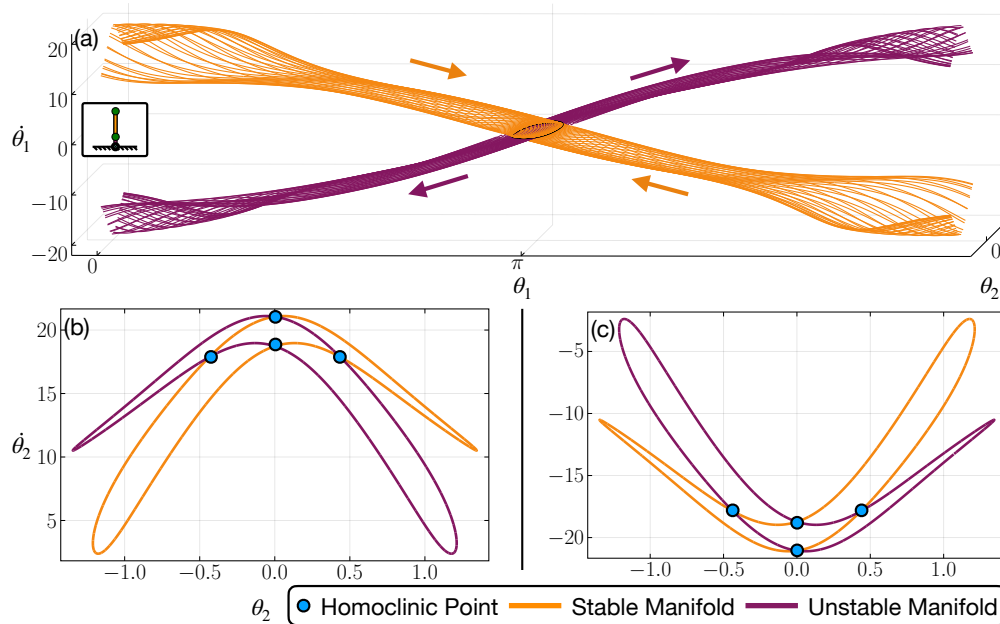 (a)
20
10
0
−10
−20
θ̇₁
0
π
0
θ₁
θ₂
(b)
20
15
10
5
θ̇₂
−1.0
−0.5
0.0
0.5
1.0
(c)
−5
−10
−15
−20
−1.0
−0.5
0.0
0.5
1.0
θ₂
Homoclinic Point
Stable Manifold
Unstable Manifold